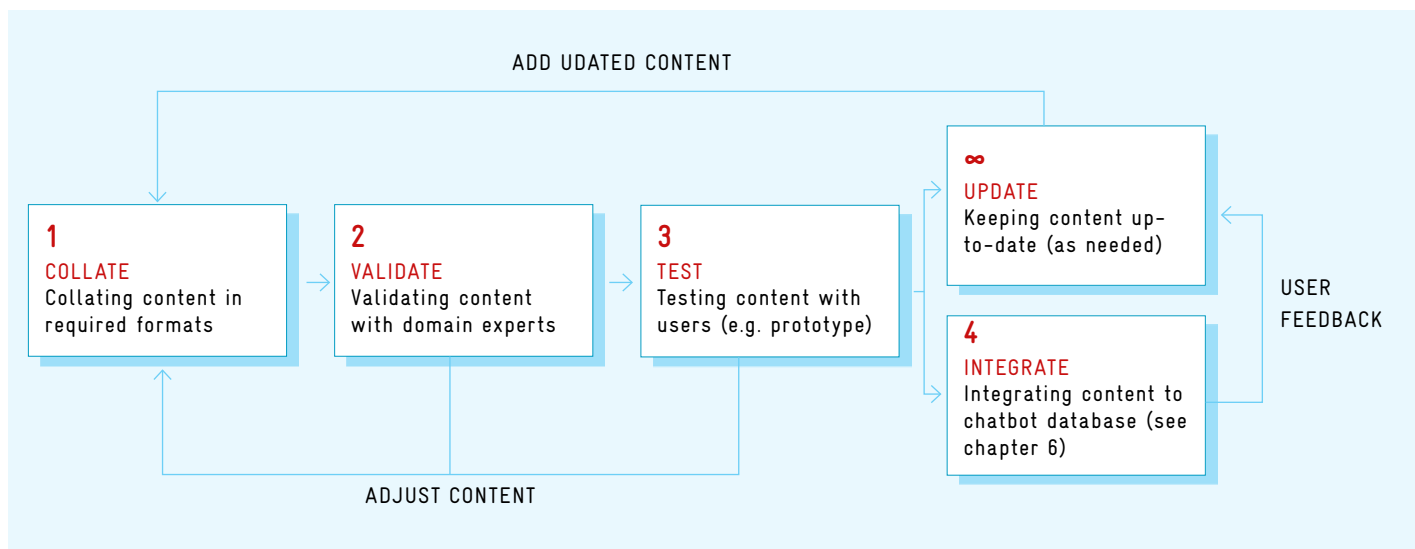 ADD UDATED CONTENT
1
COLLATE
Collating content in
required formats
2
VALIDATE
Validating content
with domain experts
3
TEST
Testing content with
users (e.g. prototype)
∞
UPDATE
Keeping content up-
to-date (as needed)
4
INTEGRATE
Integrating content to
chatbot database (see
chapter 6)
USER
FEEDBACK
ADJUST CONTENT